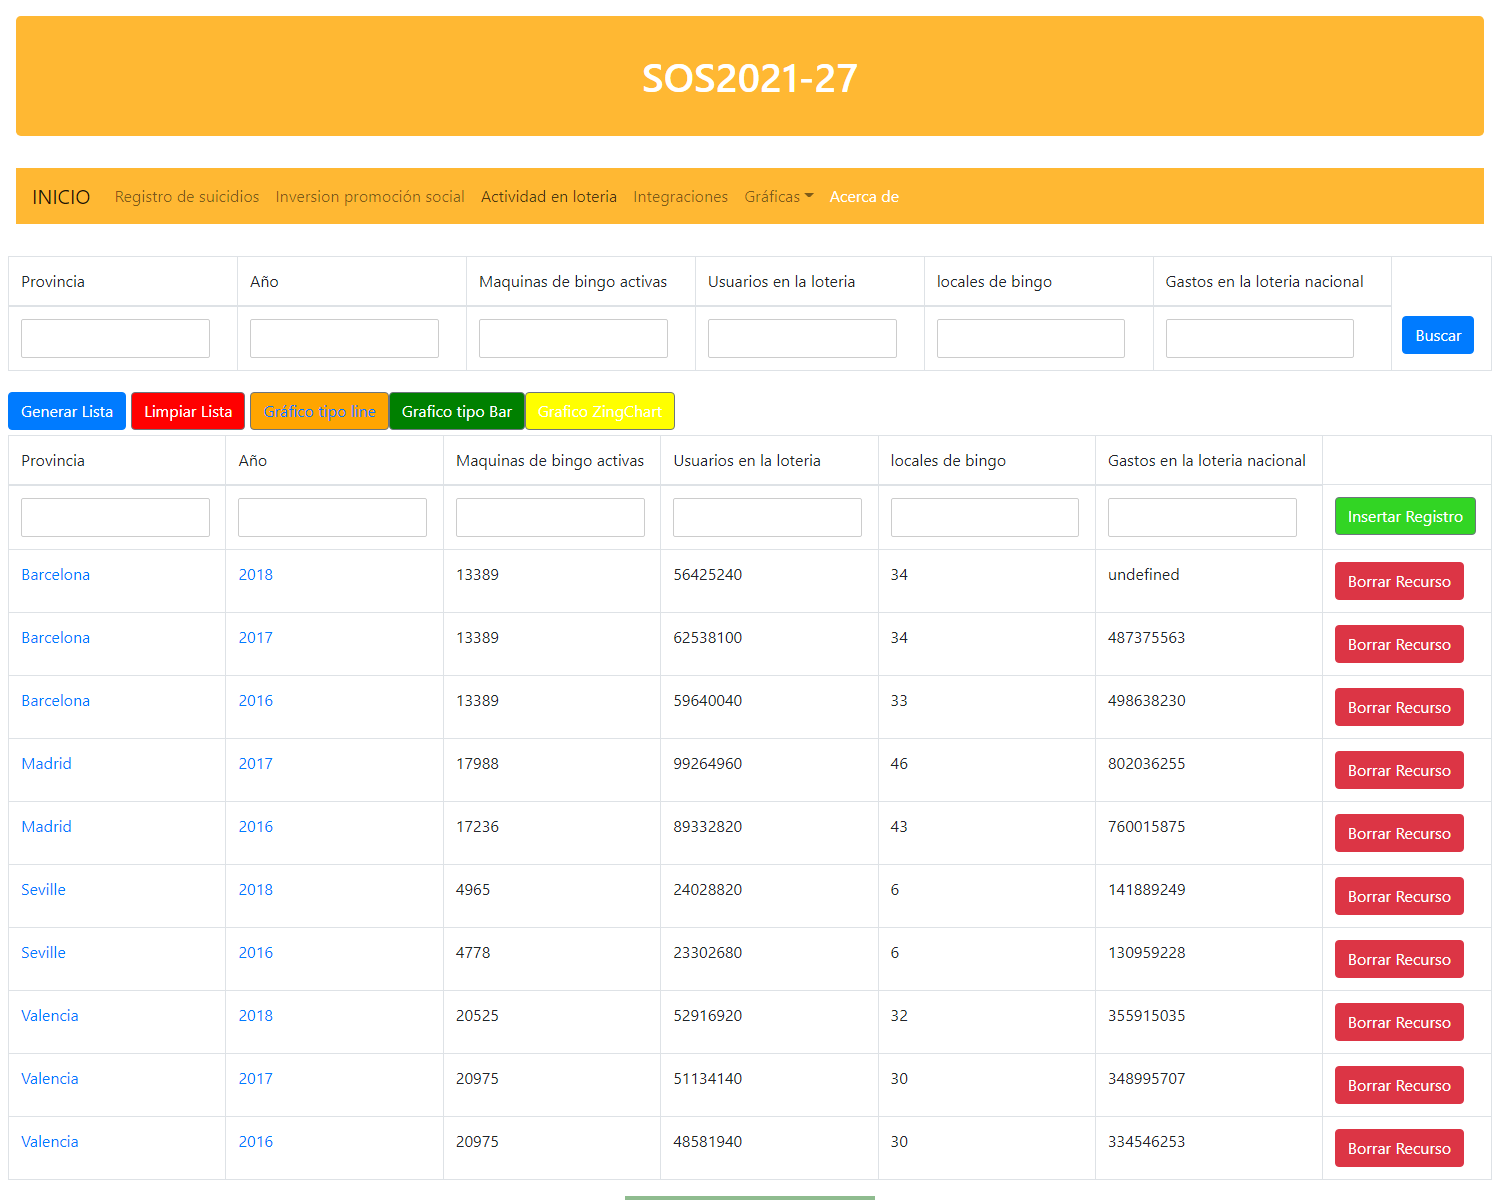 SOS2021-27
INICIO Registro de suicidios Inversion promoción social Actividad en loteria Integraciones Gráficas Acerca de
Provincia Año Maquinas de bingo activas Usuarios en la loteria locales de bingo Gastos en la loteria nacional
Buscar
Generar Lista Limpiar Lista Gráfico tipo line Grafico tipo Bar Grafico ZingChart
Provincia Año Maquinas de bingo activas Usuarios en la loteria locales de bingo Gastos en la loteria nacional
Insertar Registro
Barcelona 2018 13389 56425240 34 undefined Borrar Recurso
Barcelona 2017 13389 62538100 34 487375563 Borrar Recurso
Barcelona 2016 13389 59640040 33 498638230 Borrar Recurso
Madrid 2017 17988 99264960 46 802036255 Borrar Recurso
Madrid 2016 17236 89332820 43 760015875 Borrar Recurso
Seville 2018 4965 24028820 6 141889249 Borrar Recurso
Seville 2016 4778 23302680 6 130959228 Borrar Recurso
Valencia 2018 20525 52916920 32 355915035 Borrar Recurso
Valencia 2017 20975 51134140 30 348995707 Borrar Recurso
Valencia 2016 20975 48581940 30 334546253 Borrar Recurso